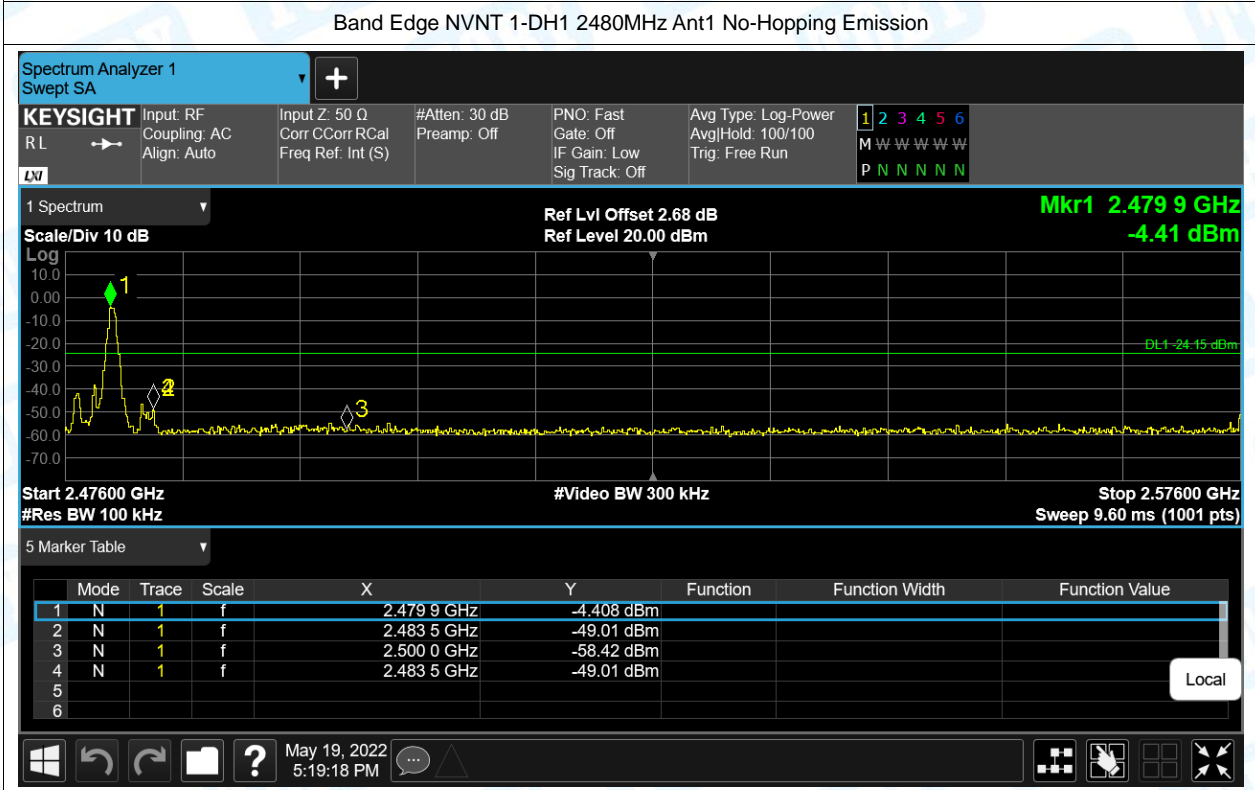 Band Edge NVNT 1-DH1 2480MHz Ant1 No-Hopping Emission
Spectrum Analyzer 1
Swept SA
KEYSIGHT Input: RF Input Z: 50 Ω #Atten: 30 dB PNO: Fast Avg Type: Log-Power 1 2 3 4 5 6
RL Coupling: AC Corr CCorr RCal Preamp: Off Gate: Off Avg|Hold: 100/100 M W W W W W
Align: Auto Freq Ref: Int (S) IF Gain: Low Trig: Free Run
LXI Sig Track: Off P N N N N N
1 Spectrum Ref Lvl Offset 2.68 dB Mkr1 2.479 9 GHz
Scale/Div 10 dB Ref Level 20.00 dBm -4.41 dBm
Log
10.0
1
0.00
-10.0
-20.0 DL1 -24.15 dBm
-30.0
-40.0
-50.0 3
-60.0
-70.0
Start 2.47600 GHz #Video BW 300 kHz Stop 2.57600 GHz
#Res BW 100 kHz Sweep 9.60 ms (1001 pts)
5 Marker Table
Mode Trace Scale X Y Function Function Width Function Value
1 N 1 f 2.479 9 GHz -4.408 dBm
2 N 1 f 2.483 5 GHz -49.01 dBm
3 N 1 f 2.500 0 GHz -58.42 dBm
4 N 1 f 2.483 5 GHz -49.01 dBm
5
6
Local
? May 19, 2022
5:19:18 PM